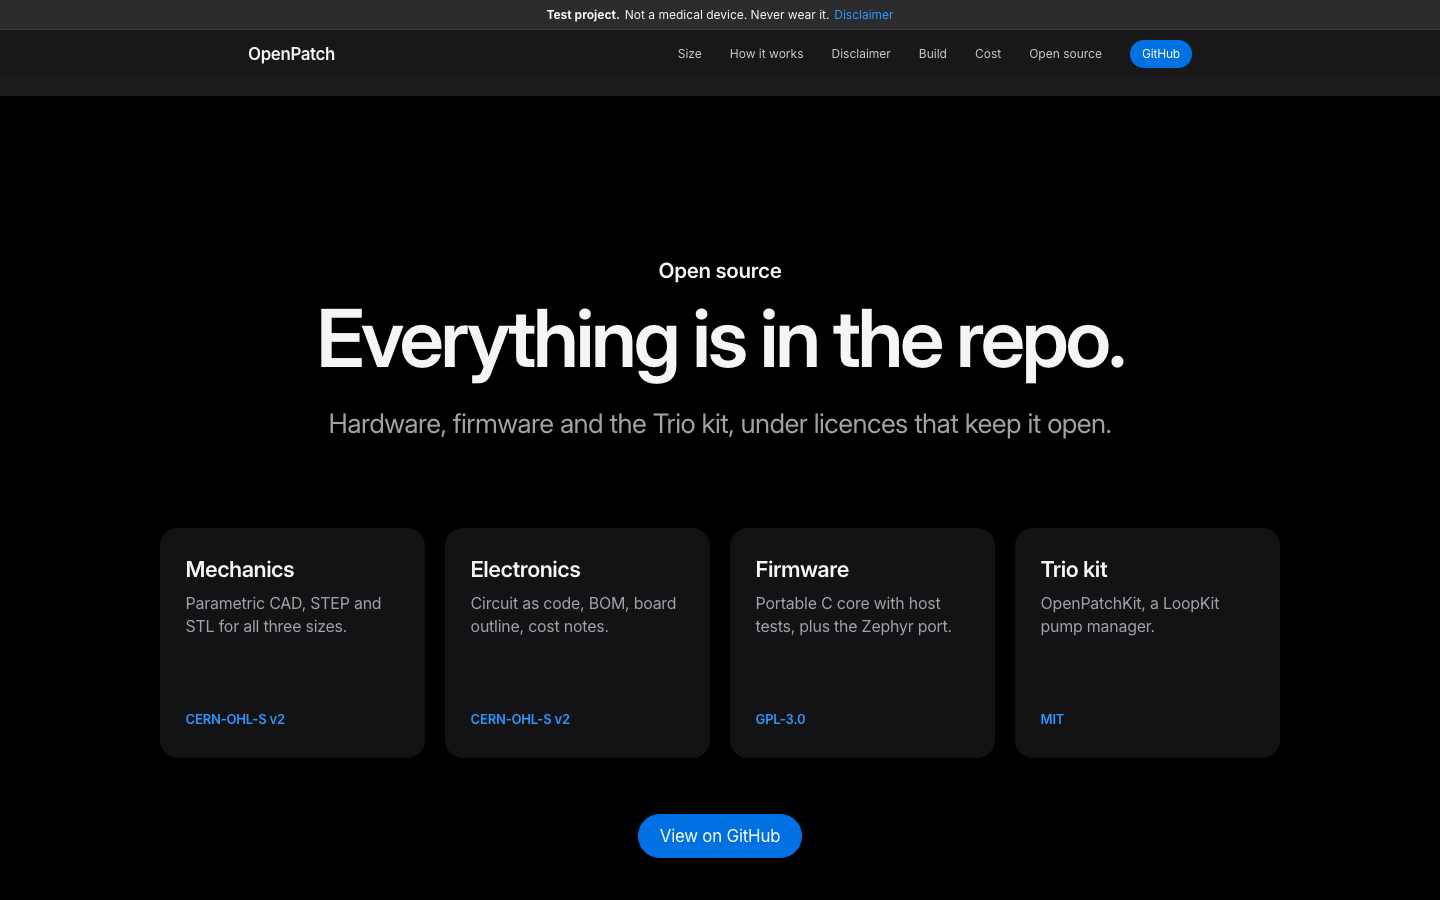 Test project. Not a medical device. Never wear it. Disclaimer
OpenPatch
Size
How it works
Disclaimer
Build
Cost
Open source
GitHub
Open source
Everything is in the repo.
Hardware, firmware and the Trio kit, under licences that keep it open.
Mechanics
Parametric CAD, STEP and
STL for all three sizes.
CERN-OHL-S v2
Electronics
Circuit as code, BOM, board
outline, cost notes.
CERN-OHL-S v2
Firmware
Portable C core with host
tests, plus the Zephyr port.
GPL-3.0
Trio kit
OpenPatchKit, a LoopKit
pump manager.
MIT
View on GitHub